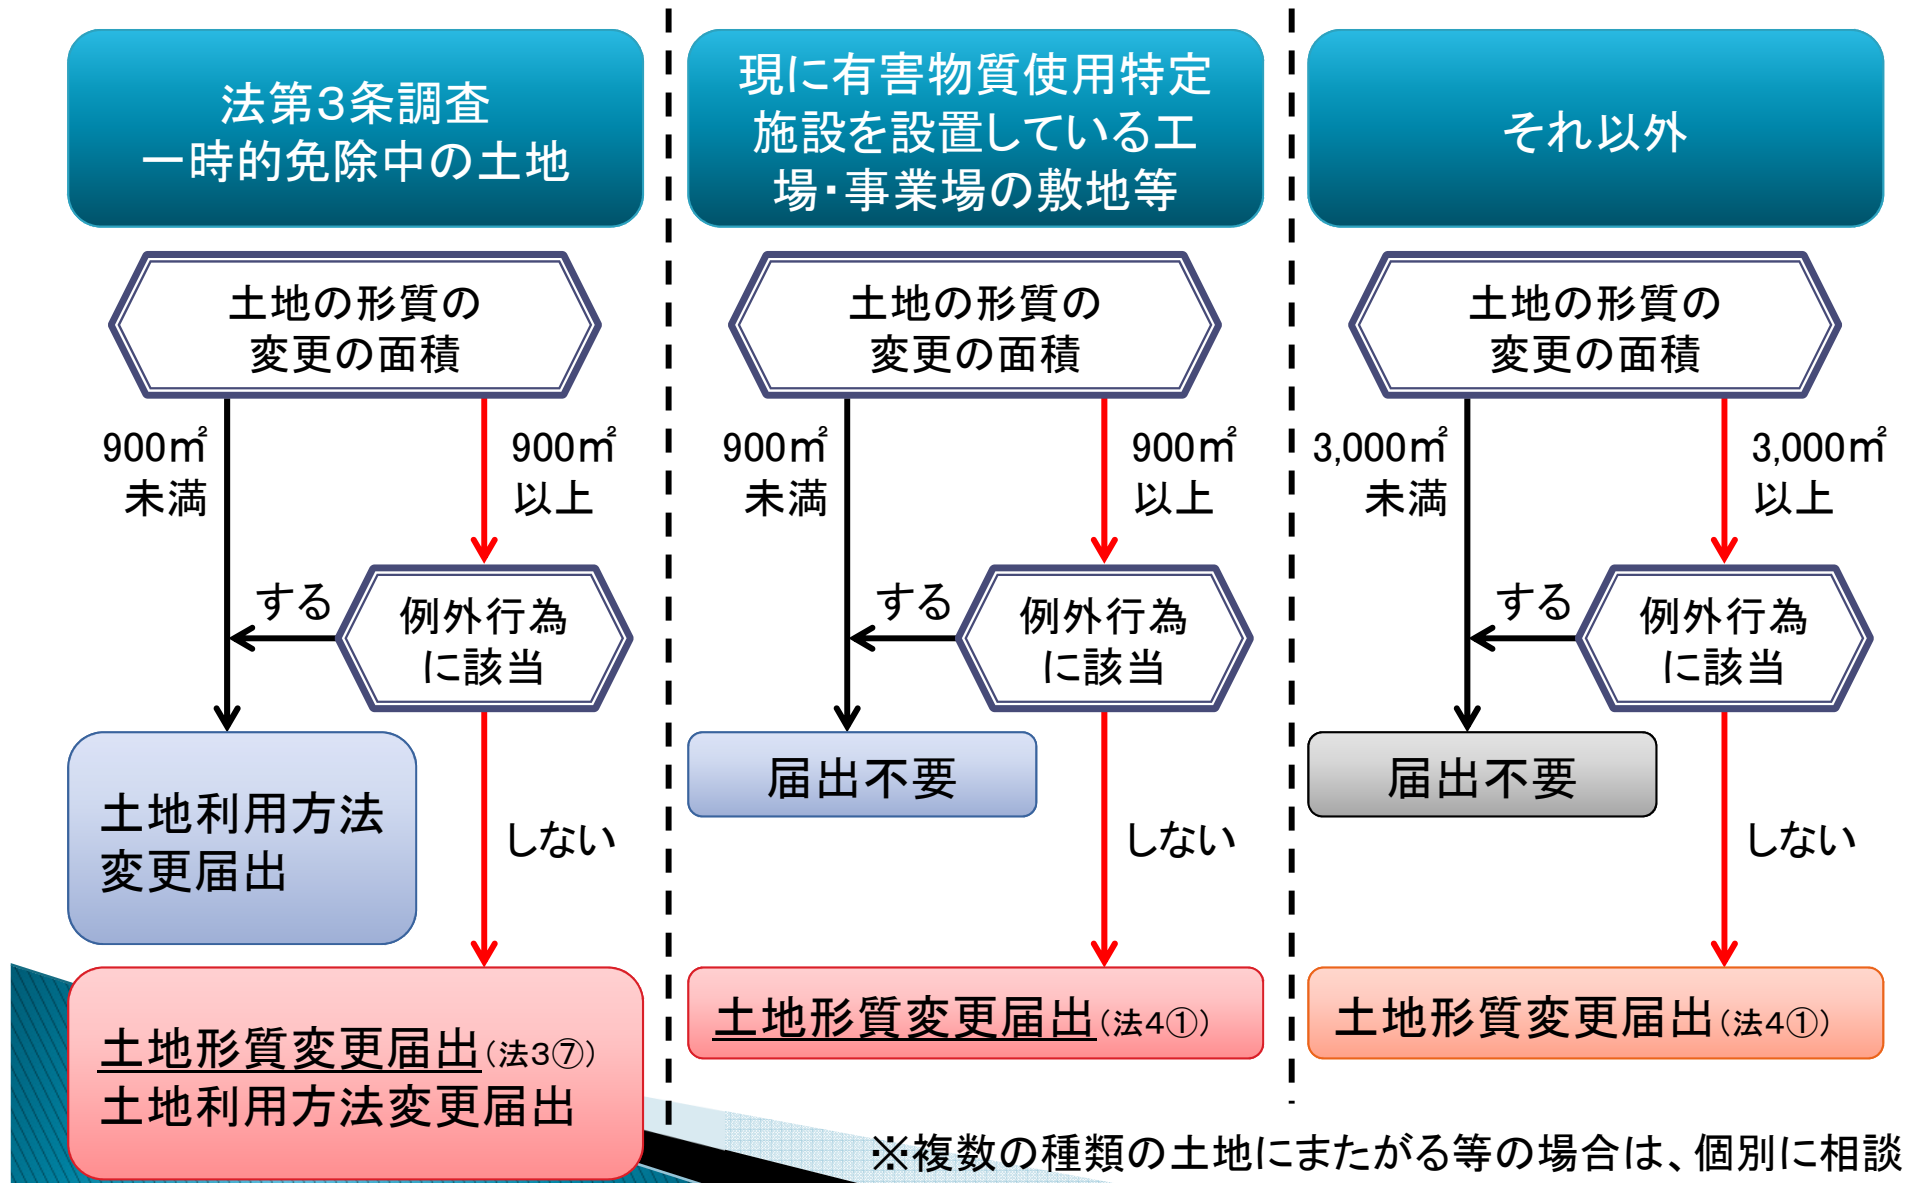 法第３条調査
一時的免除中の土地
土地の形質の
変更の面積
900㎡
未満
900㎡
以上
する
例外行為
に該当
土地利用方法
変更届出
しない
土地形質変更届出（法３⑦）
土地利用方法変更届出
現に有害物質使用特定
施設を設置している工
場・事業場の敷地等
土地の形質の
変更の面積
900㎡
未満
900㎡
以上
する
例外行為
に該当
届出不要
しない
土地形質変更届出（法４①）
それ以外
土地の形質の
変更の面積
3,000㎡
未満
3,000㎡
以上
する
例外行為
に該当
届出不要
しない
土地形質変更届出（法４①）
※複数の種類の土地にまたがる等の場合は、個別に相談